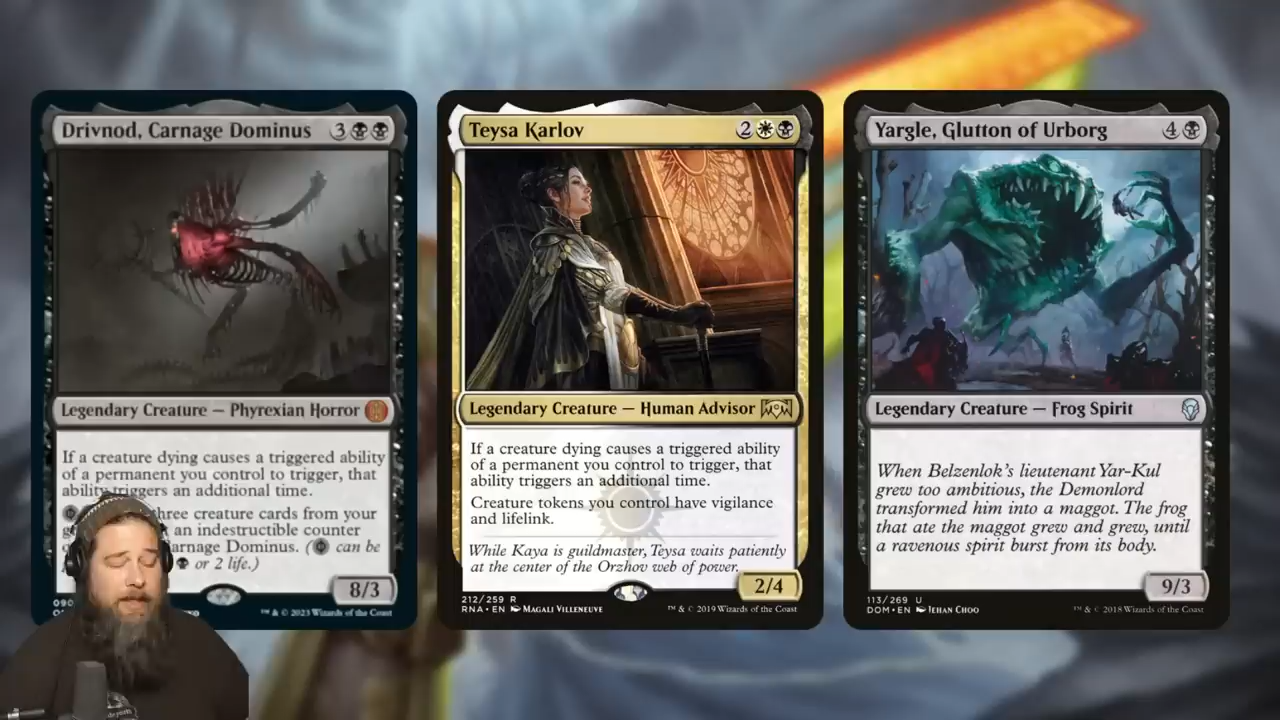 Drivnod, Carnage Dominus 3
Legendary Creature — Phyrexian Horror
If a creature dying causes a triggered ability
of a permanent you control to trigger, that
ability triggers an additional time.
three creature cards from your
an indestructible counter
Carnage Dominus. ( can be
or 2 life.)
8/3
™ & © 2023 Wizards of the Coast
Teysa Karlov 2
Legendary Creature — Human Advisor
If a creature dying causes a triggered ability
of a permanent you control to trigger, that
ability triggers an additional time.
Creature tokens you control have vigilance
and lifelink.
While Kaya is guildmaster, Teysa waits patiently
at the center of the Orzhov web of power.
2/4
212/259 R
RNA • EN Magali Villeneuve
™ & © 2019 Wizards of the Coast
Yargle, Glutton of Urborg 4
Legendary Creature — Frog Spirit
When Belzenlok's lieutenant Yar-Kul
grew too ambitious, the Demonlord
transformed him into a maggot. The frog
that ate the maggot grew and grew, until
a ravenous spirit burst from its body.
9/3
113/269 U
DOM • EN Jehan Choo
™ & © 2018 Wizards of the Coast